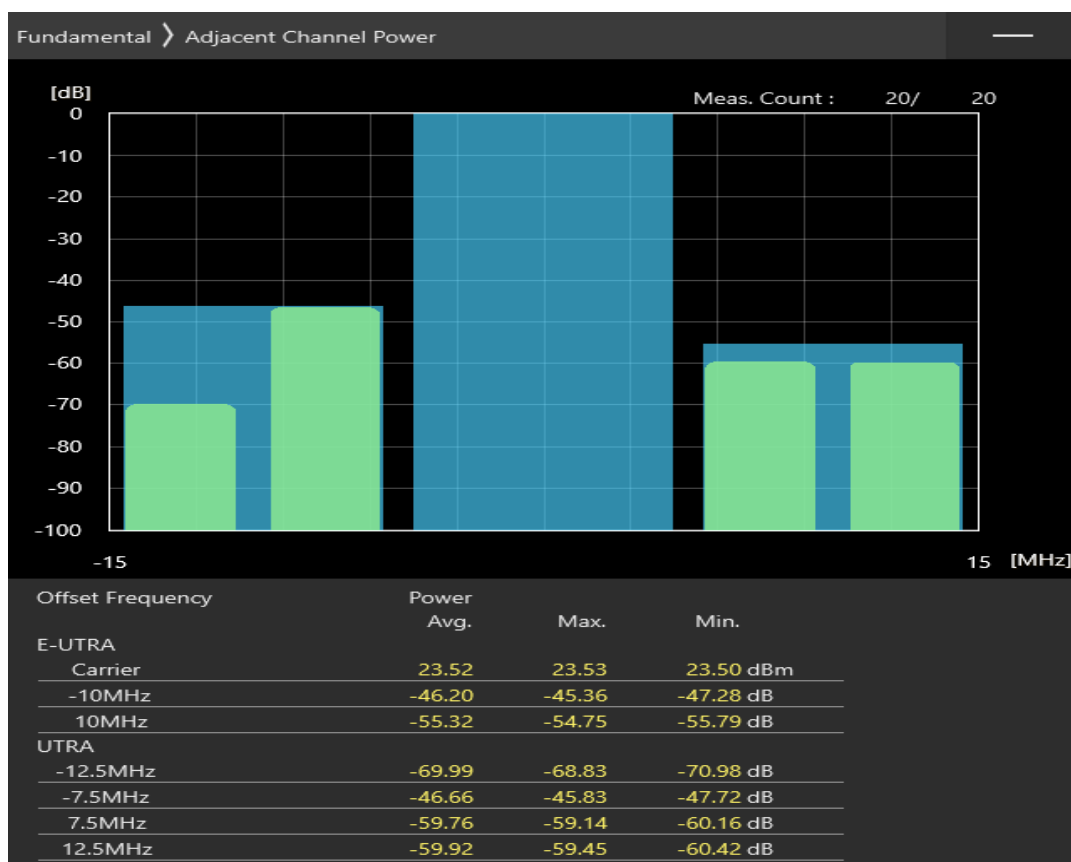 Fundamental 〉 Adjacent Channel Power
[dB]
Meas. Count : 20/ 20
0
-10
-20
-30
-40
-50
-60
-70
-80
-90
-100
-15 15 [MHz]
Offset Frequency Power
Avg. Max. Min.
E-UTRA
Carrier 23.52 23.53 23.50 dBm
-10MHz -46.20 -45.36 -47.28 dB
10MHz -55.32 -54.75 -55.79 dB
UTRA
-12.5MHz -69.99 -68.83 -70.98 dB
-7.5MHz -46.66 -45.83 -47.72 dB
7.5MHz -59.76 -59.14 -60.16 dB
12.5MHz -59.92 -59.45 -60.42 dB